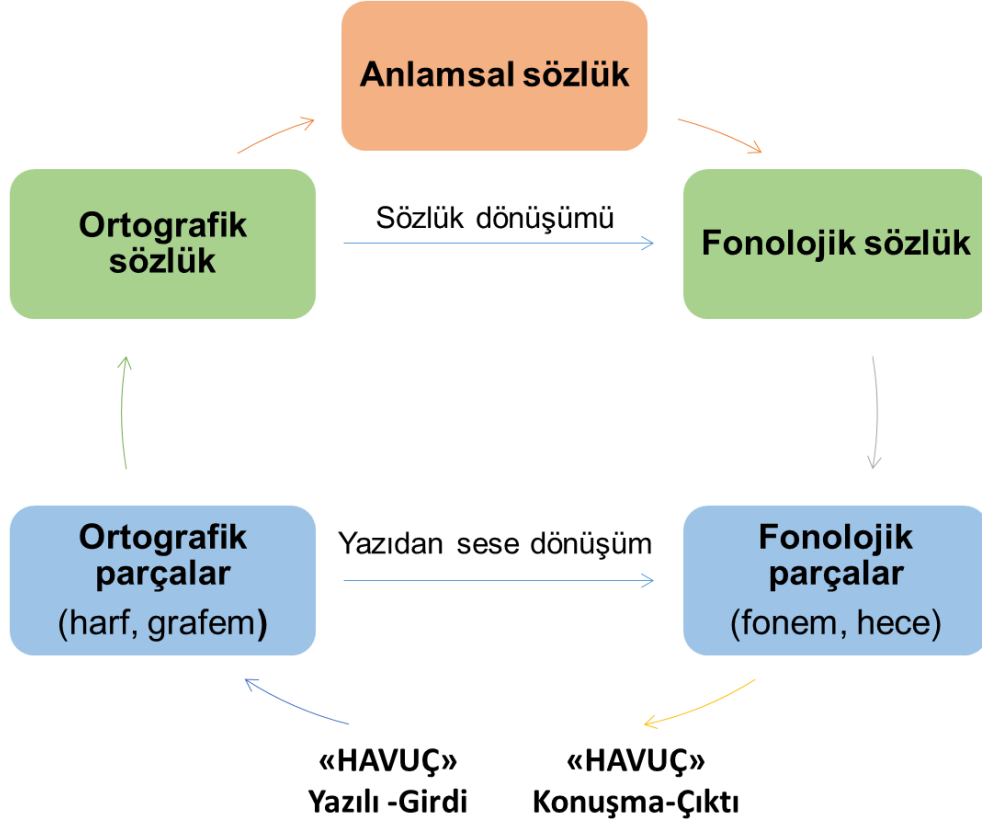 Anlamsal sözlük
Ortografik
sözlük
Sözlük dönüşümü
Fonolojik sözlük
Ortografik
parçalar
(harf, grafem)
Yazıdan sese dönüşüm
Fonolojik
parçalar
(fonem, hece)
«HAVUÇ»
Yazılı -Girdi
«HAVUÇ»
Konuşma-Çıktı